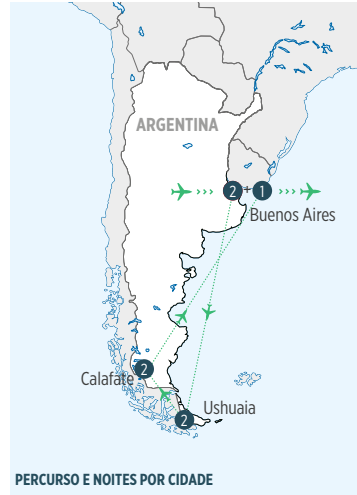 ARGENTINA
2 + 1
Buenos Aires
2
Calafate
Ushuaia
2
PERCURSO E NOITES POR CIDADE